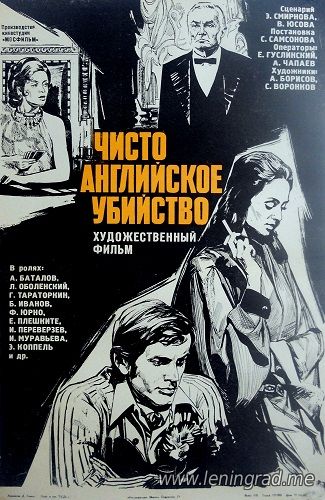 Производство
киностудии
"МОСФИЛЬМ"
Сценарий
Э. СМИРНОВА,
В. ЮСОВА
Постановка
С. САМСОНОВА
Операторы
Е. ГУСЛИНСКИЙ,
А. ЧАПАЕВ
Художники:
А. БОРИСОВ,
С. ВОРОНКОВ
ЧИСТО
АНГЛИЙСКОЕ
УБИЙСТВО
ХУДОЖЕСТВЕННЫЙ
ФИЛЬМ
В ролях:
А. БАТАЛОВ,
Л. ОБОЛЕНСКИЙ,
Г. ТАРАТОРКИН,
Б. ИВАНОВ,
Ф. ЮРНО,
Е. ПЛЕШКИТЕ,
И. ПЕРЕВЕРЗЕВ,
И. МУРАВЬЕВА,
Э. КОППЕЛЬ
и др.
www.leningrad.me